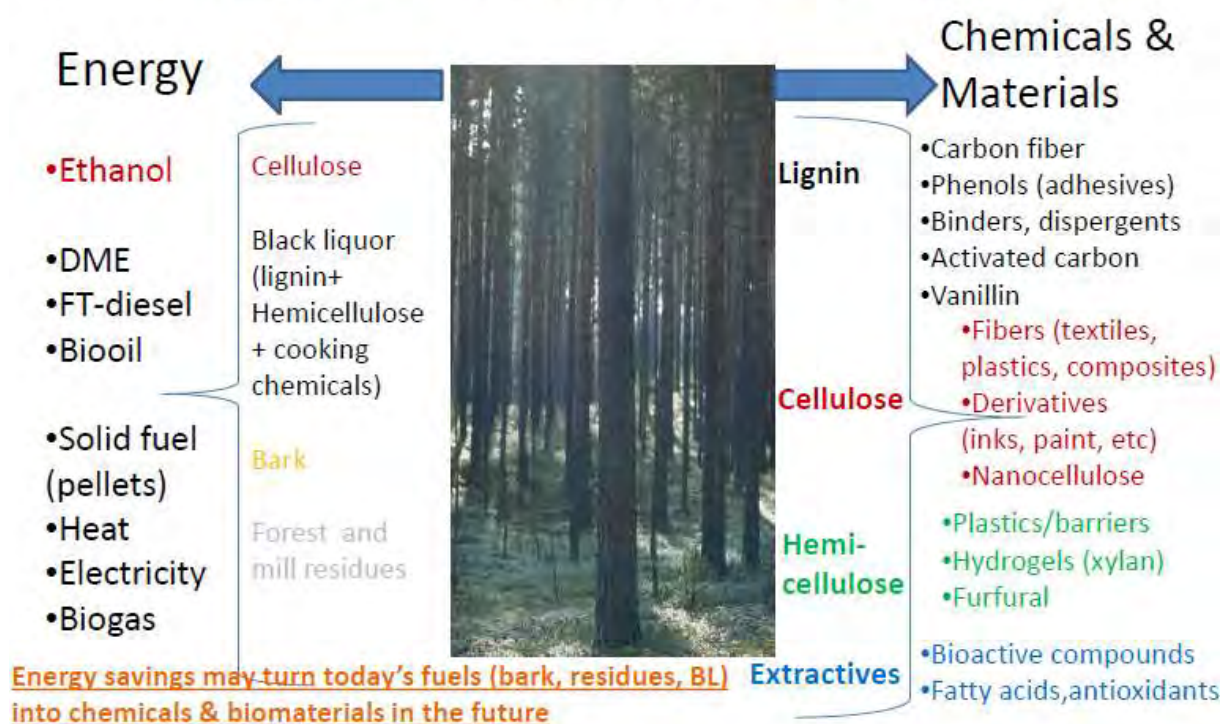 Energy
•Ethanol
•DME
•FT-diesel
•Biooil
•Solid fuel
(pellets)
•Heat
•Electricity
•Biogas
Cellulose
Black liquor
(lignin+
Hemicellulose
+ cooking
chemicals)
Bark
Forest and
mill residues
Lignin
Cellulose
Hemi-
cellulose
Extractives
Chemicals &
Materials
•Carbon fiber
•Phenols (adhesives)
•Binders, dispergents
•Activated carbon
•Vanillin
•Fibers (textiles,
plastics, composites)
•Derivatives
(inks, paint, etc)
•Nanocellulose
•Plastics/barriers
•Hydrogels (xylan)
•Furfural
•Bioactive compounds
•Fatty acids,antioxidants
Energy savings may turn today's fuels (bark, residues, BL)
into chemicals & biomaterials in the future